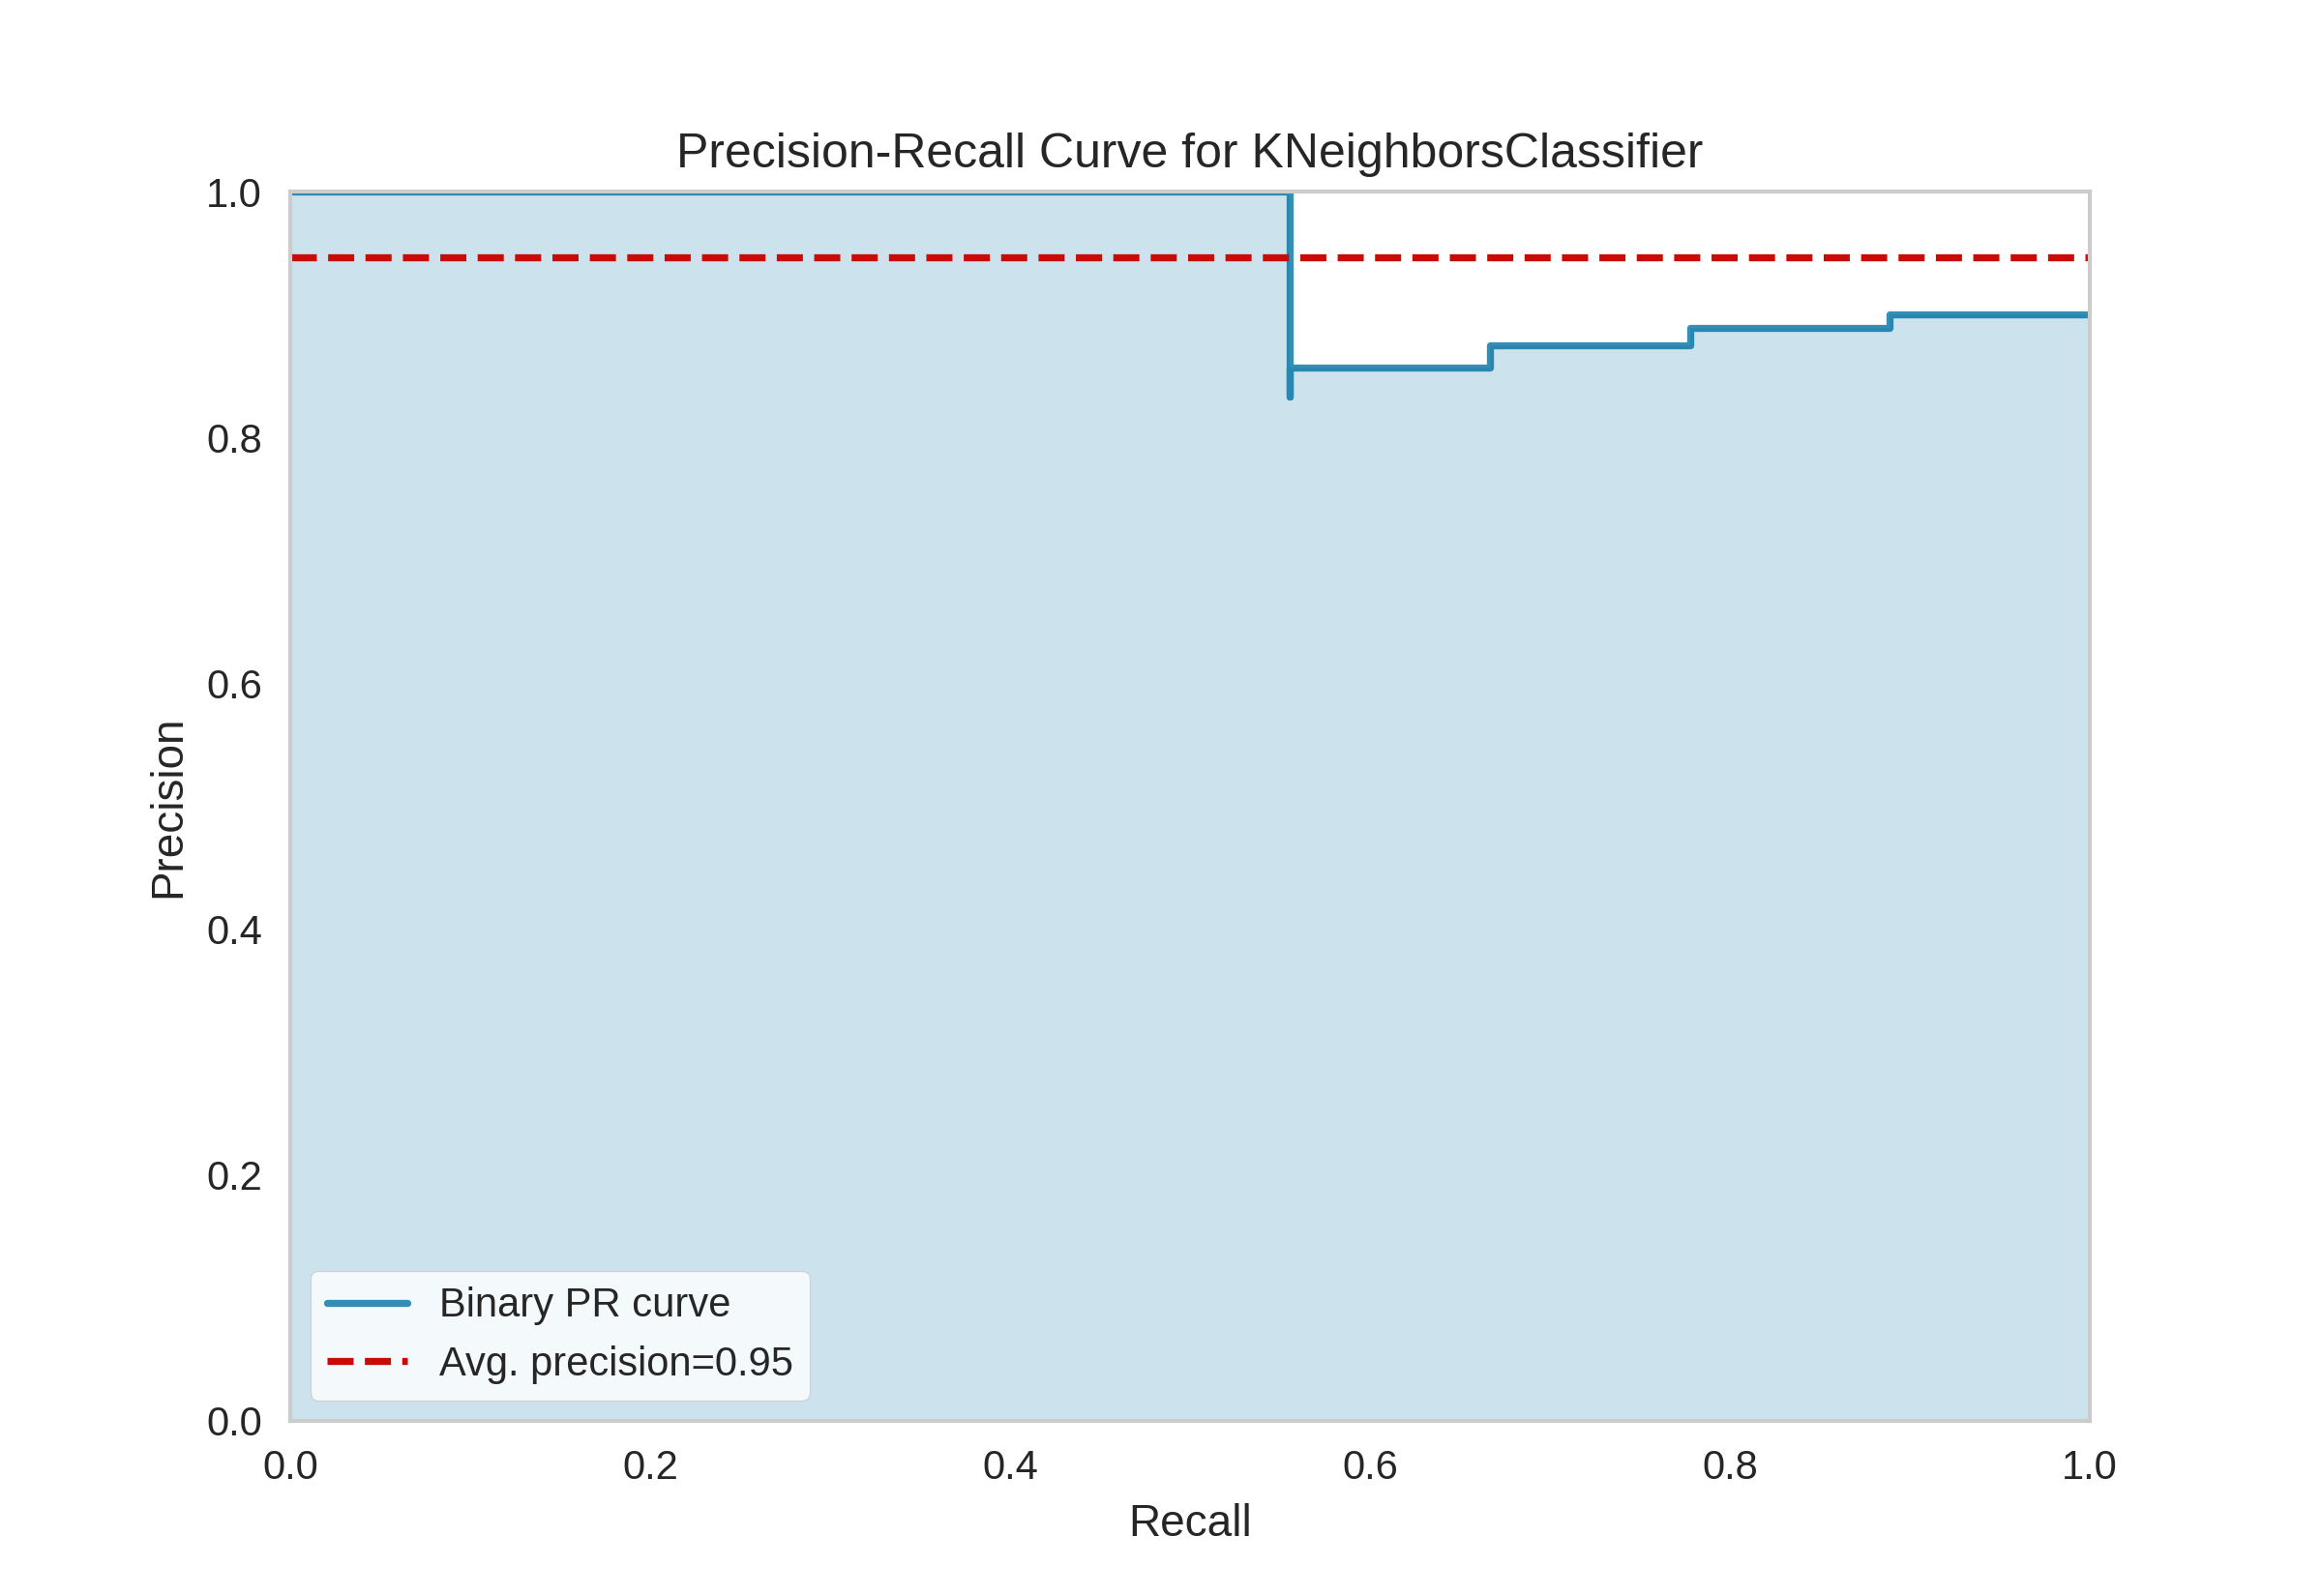 Precision-Recall Curve for KNeighborsClassifier
1.0
0.8
0.6
0.4
0.2
0.0
Precision
Binary PR curve
Avg. precision=0.95
0.0 0.2 0.4 0.6 0.8 1.0
Recall